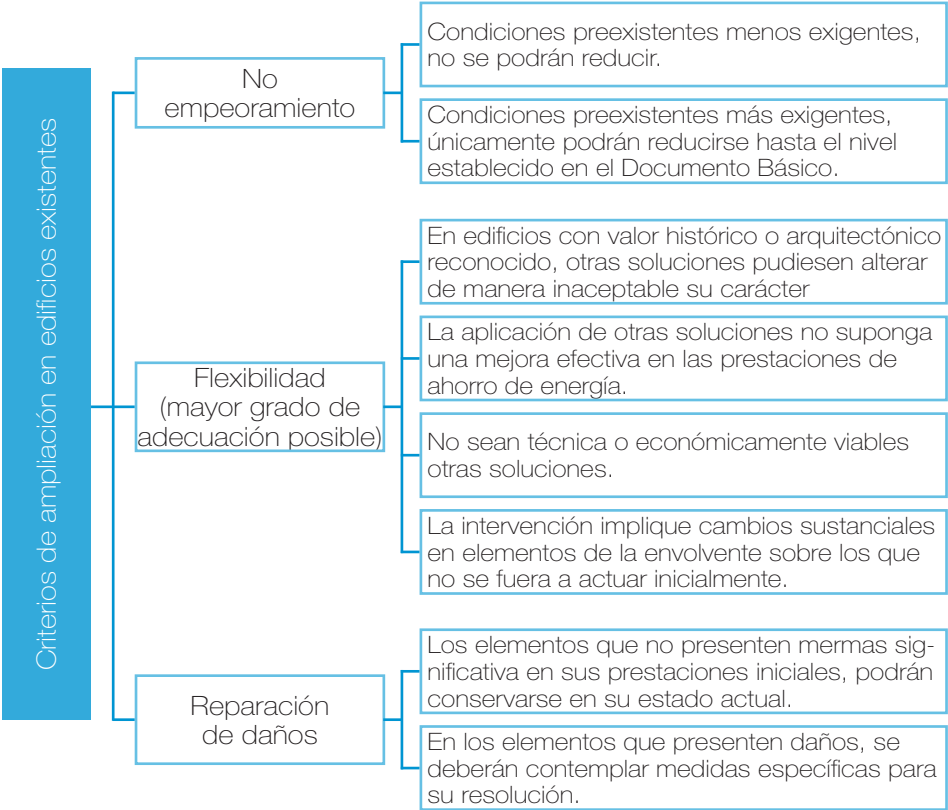 Criterios de ampliación en edificios existentes
No
empeoramiento
Condiciones preexistentes menos exigentes,
no se podrán reducir.
Condiciones preexistentes más exigentes,
únicamente podrán reducirse hasta el nivel
establecido en el Documento Básico.
Flexibilidad
(mayor grado de
adecuación posible)
En edificios con valor histórico o arquitectónico
reconocido, otras soluciones pudiesen alterar
de manera inaceptable su carácter
La aplicación de otras soluciones no suponga
una mejora efectiva en las prestaciones de
ahorro de energía.
No sean técnica o económicamente viables
otras soluciones.
La intervención implique cambios sustanciales
en elementos de la envolvente sobre los que
no se fuera a actuar inicialmente.
Reparación
de daños
Los elementos que no presenten mermas sig-
nificativa en sus prestaciones iniciales, podrán
conservarse en su estado actual.
En los elementos que presenten daños, se
deberán contemplar medidas específicas para
su resolución.